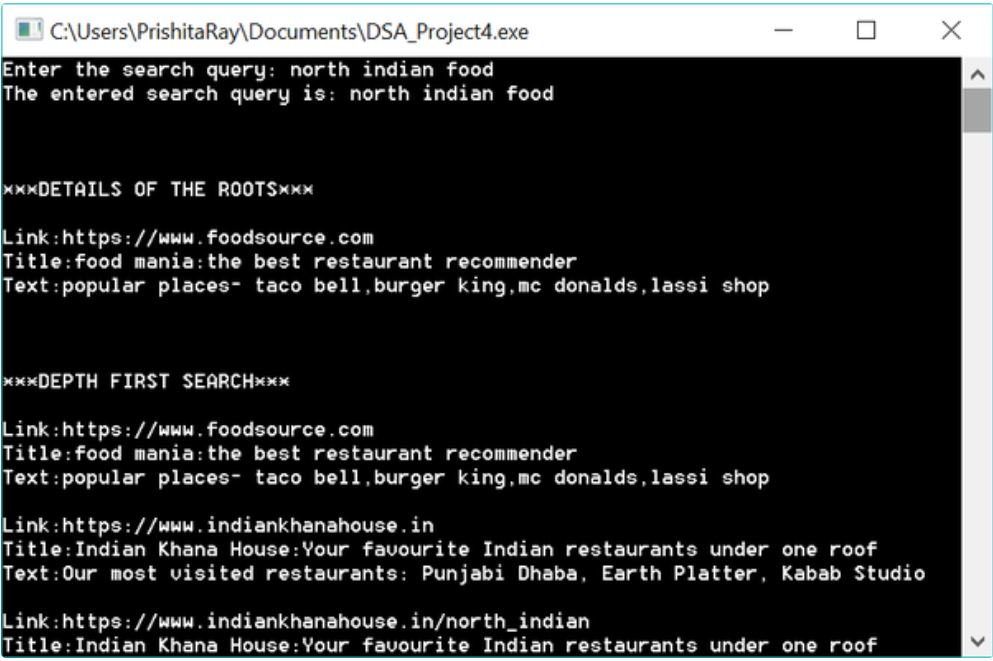 C:\Users\PrishitaRay\Documents\DSA_Project4.exe
Enter the search query: north indian food
The entered search query is: north indian food
***DETAILS OF THE ROOTS***
Link:https://www.foodsource.com
Title:food mania:the best restaurant recommender
Text:popular places- taco bell,burger king,mc donalds,lassi shop
***DEPTH FIRST SEARCH***
Link:https://www.foodsource.com
Title:food mania:the best restaurant recommender
Text:popular places- taco bell,burger king,mc donalds,lassi shop
Link:https://www.indiankhanahouse.in
Title:Indian Khana House:Your favourite Indian restaurants under one roof
Text:Our most visited restaurants: Punjabi Dhaba, Earth Platter, Kabab Studio
Link:https://www.indiankhanahouse.in/north_indian
Title:Indian Khana House:Your favourite Indian restaurants under one roof